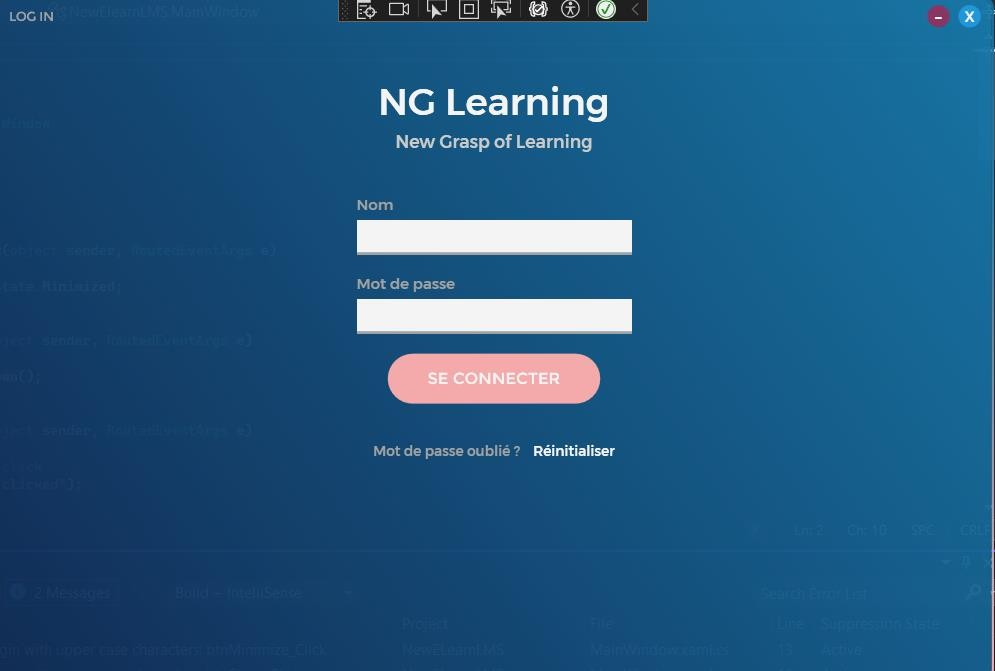 NewElearnLMS.MainWindow
LOG IN
–
X
NG Learning
New Grasp of Learning
Window
Nom
(object sender, RoutedEventArgs e)
Mot de passe
tate.Minimized;
ject sender, RoutedEventArgs e)
SE CONNECTER
wn();
ject sender, RoutedEventArgs e)
Mot de passe oublié ? Réinitialiser
click
clicked");
Ln: 2 Ch: 10 SPC CRLF
2 Messages Build + IntelliSense Search Error List
Project File Line Suppression State
gin with upper case characters: btnMinimize_Click NewElearnLMS MainWindow.xaml.cs 13 Active